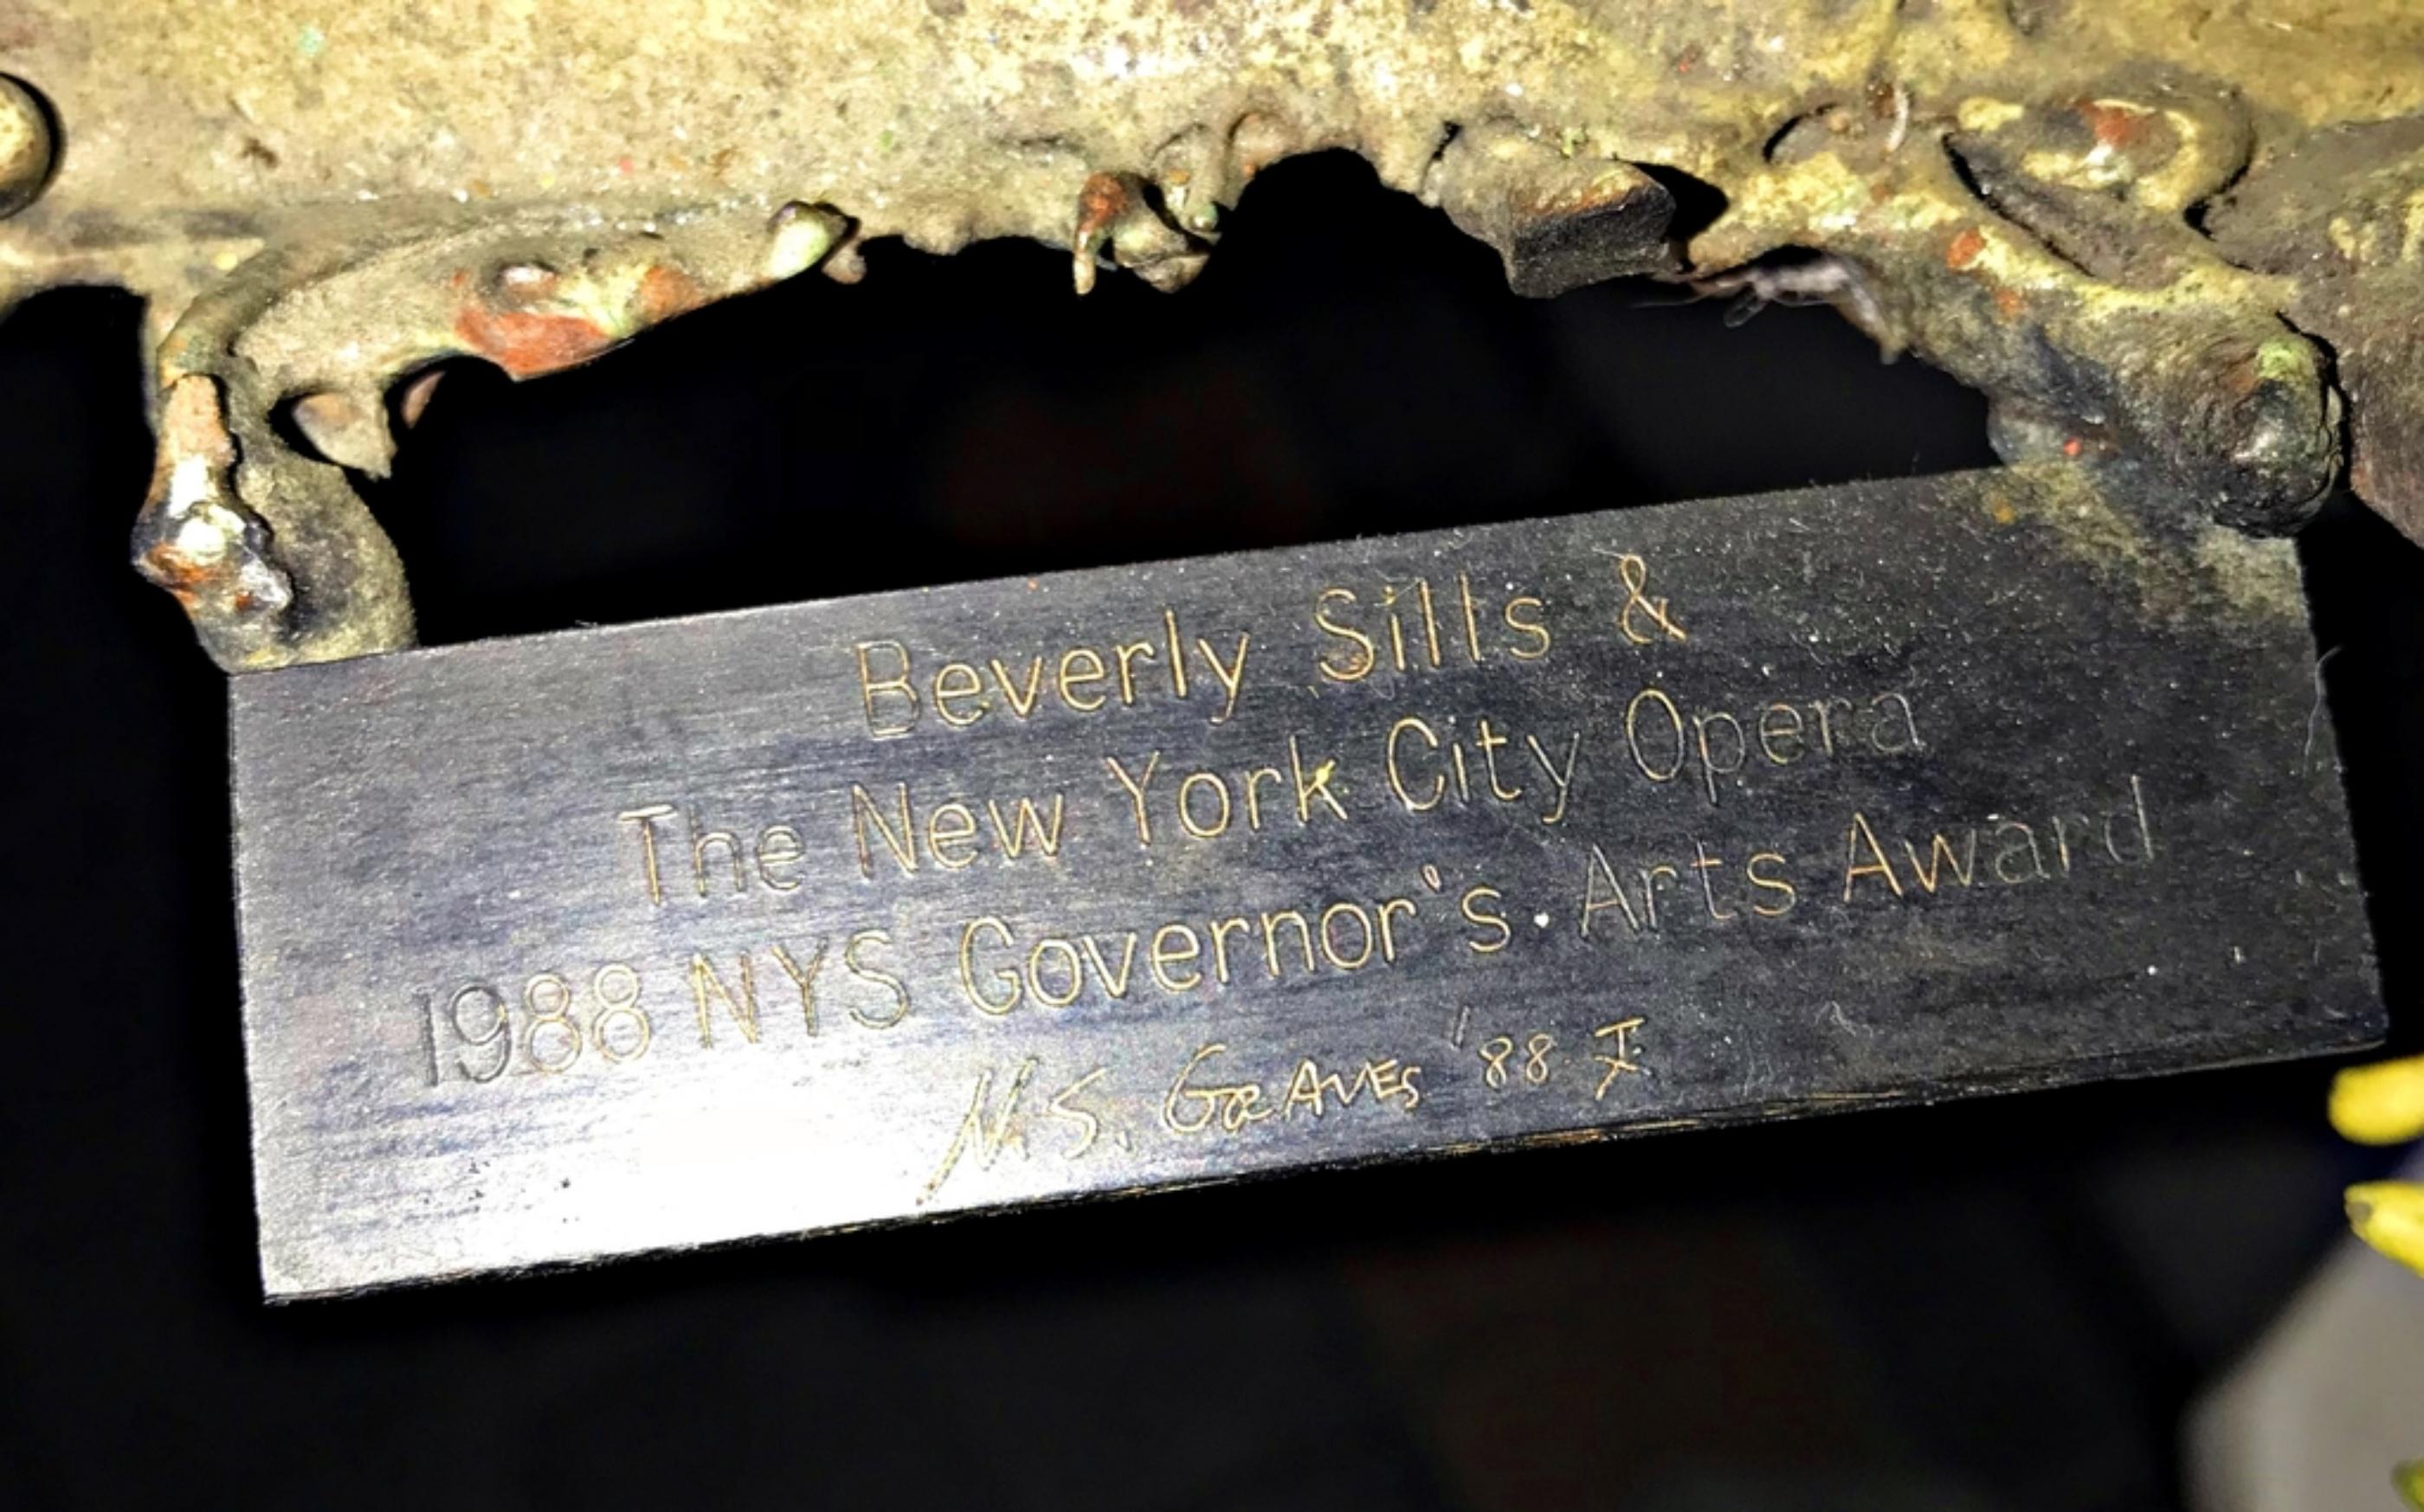 Beverly Sills &
The New York City Opera
1988 NYS Governor's Arts Award
N. S. GRAVES '88 X